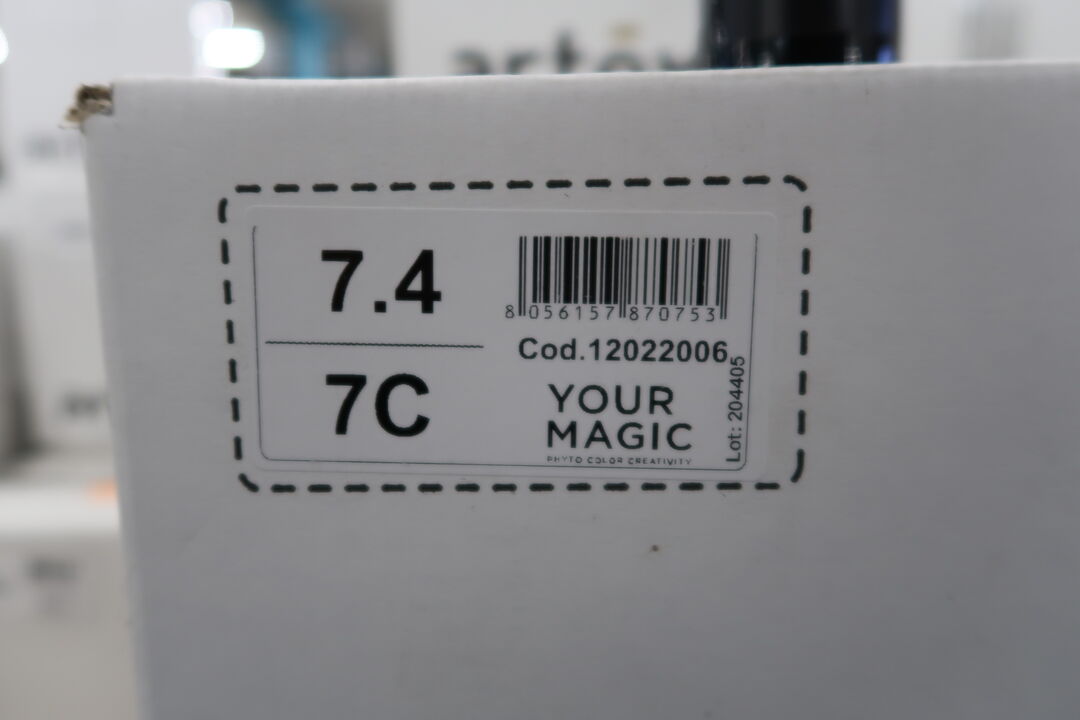 7.4
7C
8 056157 870753
Cod.12022006
YOUR
MAGIC
PHYTO COLOR CREATIVITY
Lot: 204405